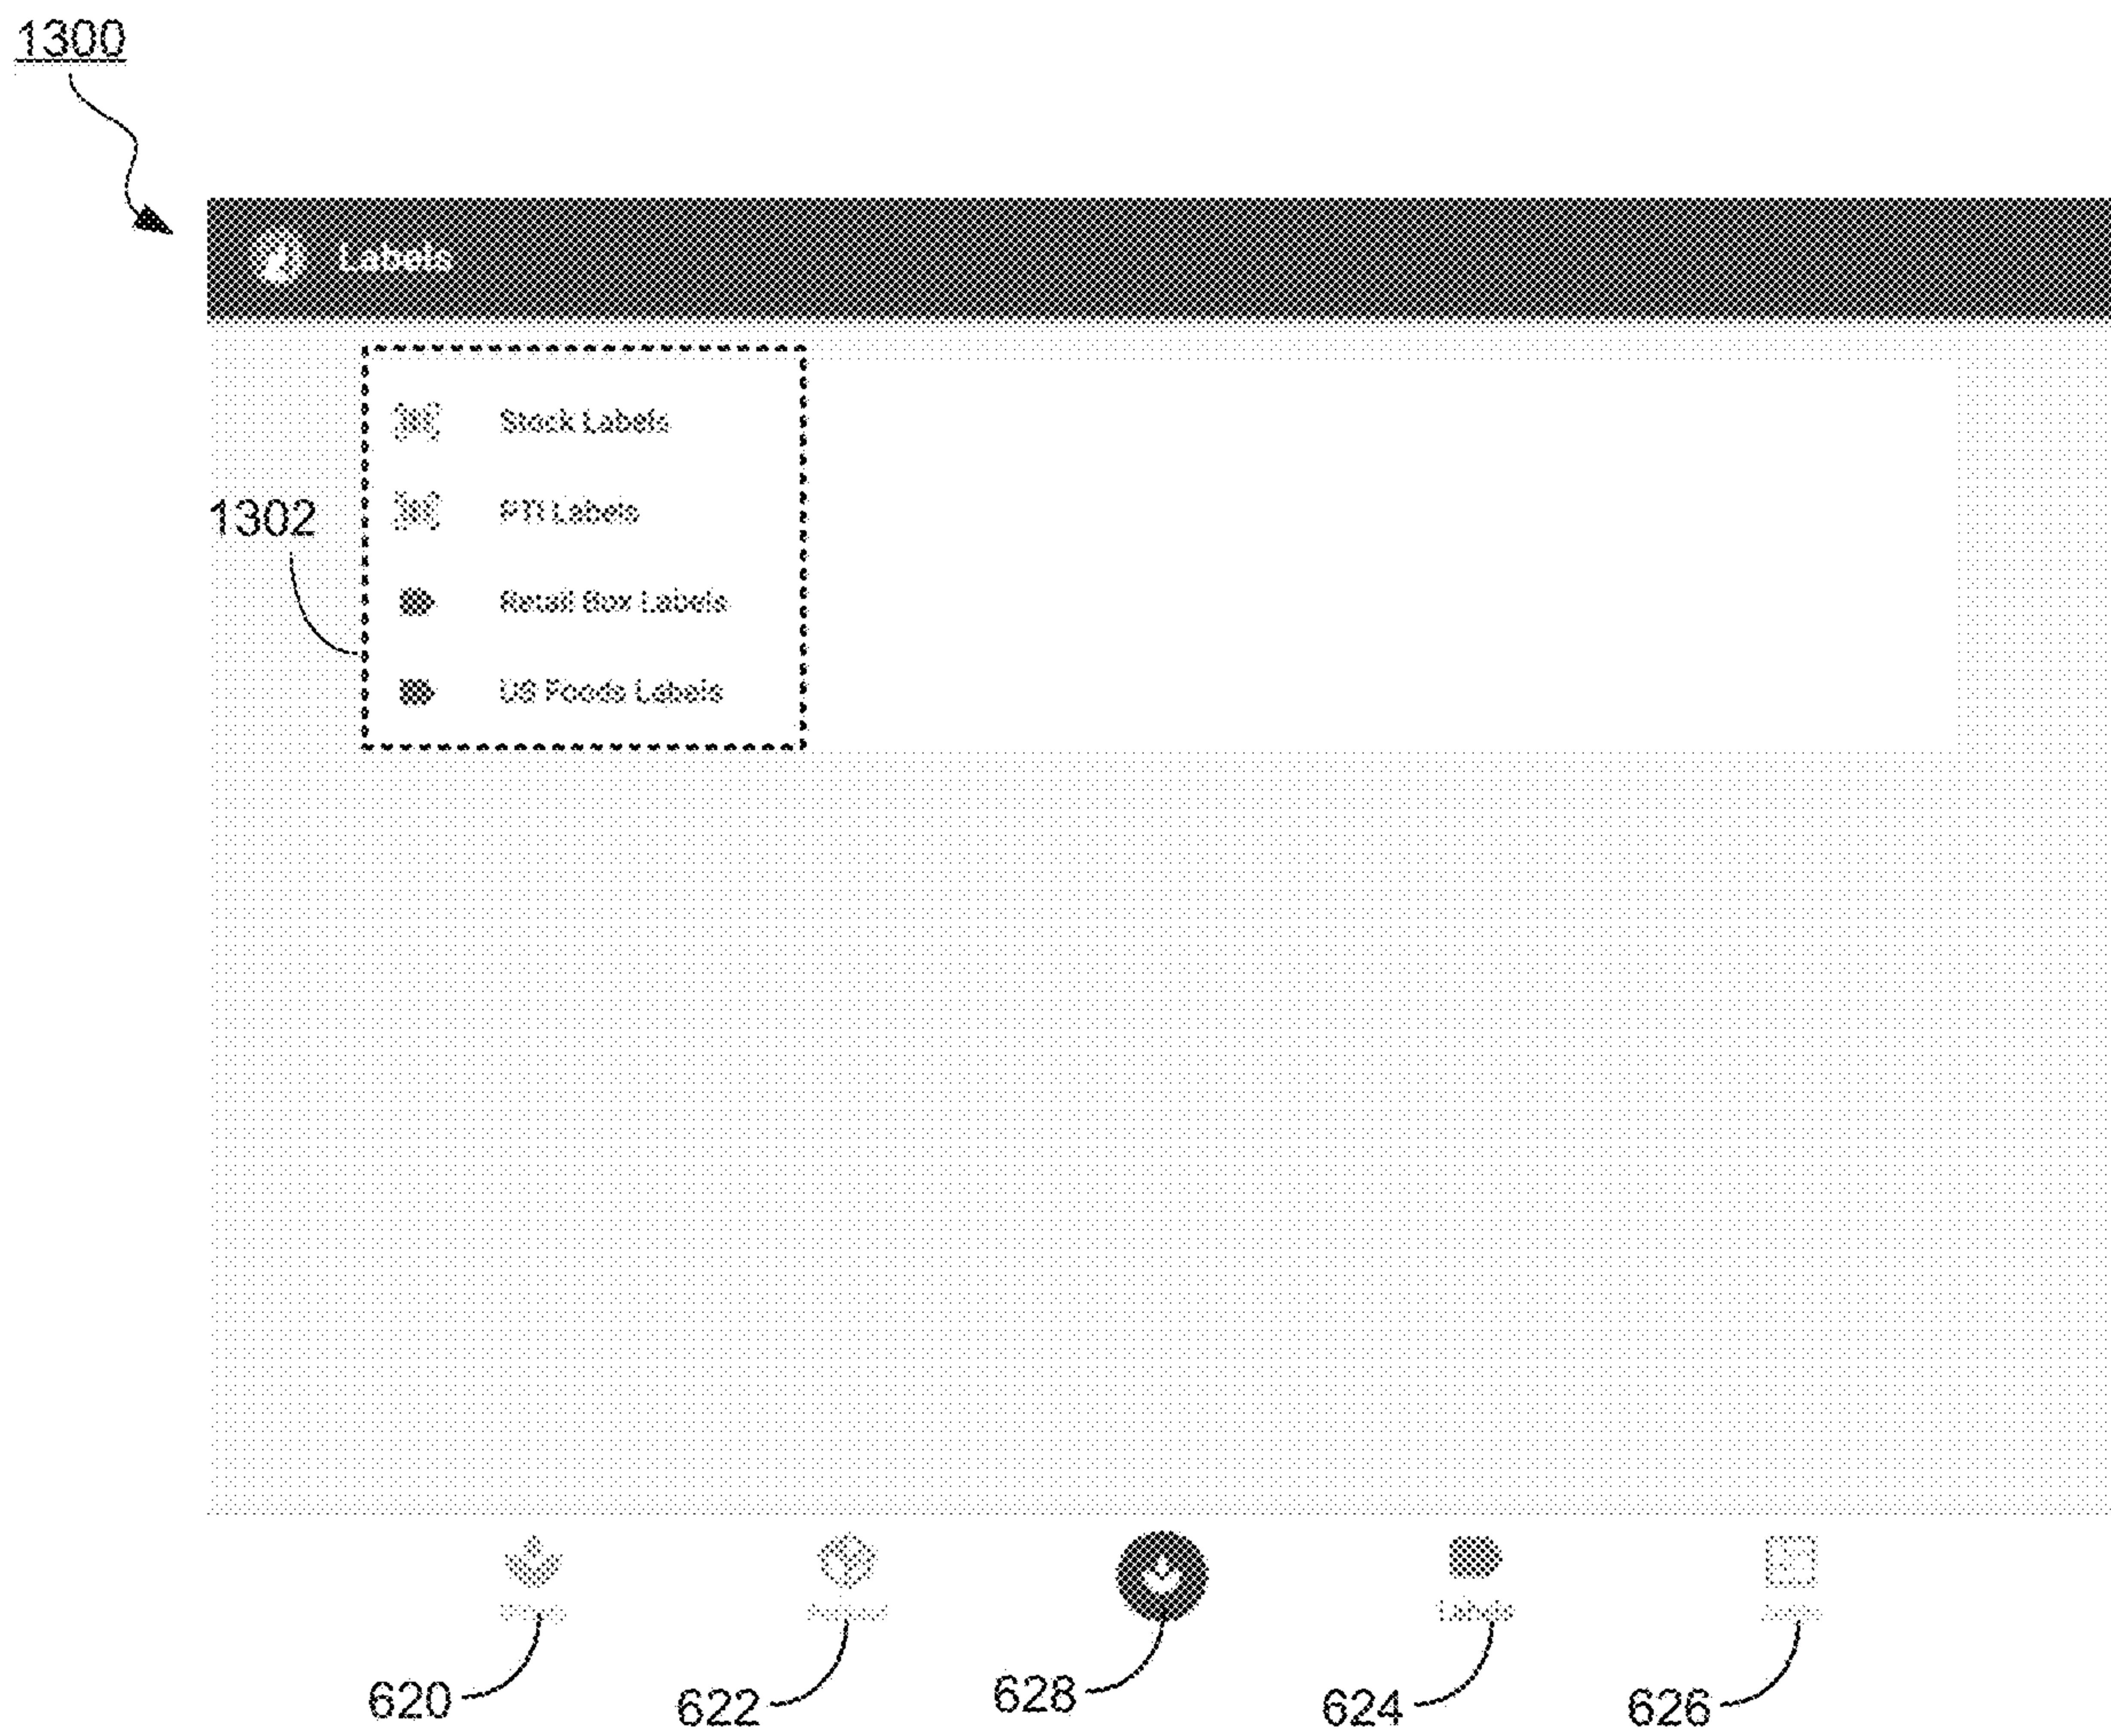 1300
Labels
Stock Labels
PTI Labels
1302
Retail Box Labels
US Foods Labels
Labels
620
622
628
624
626